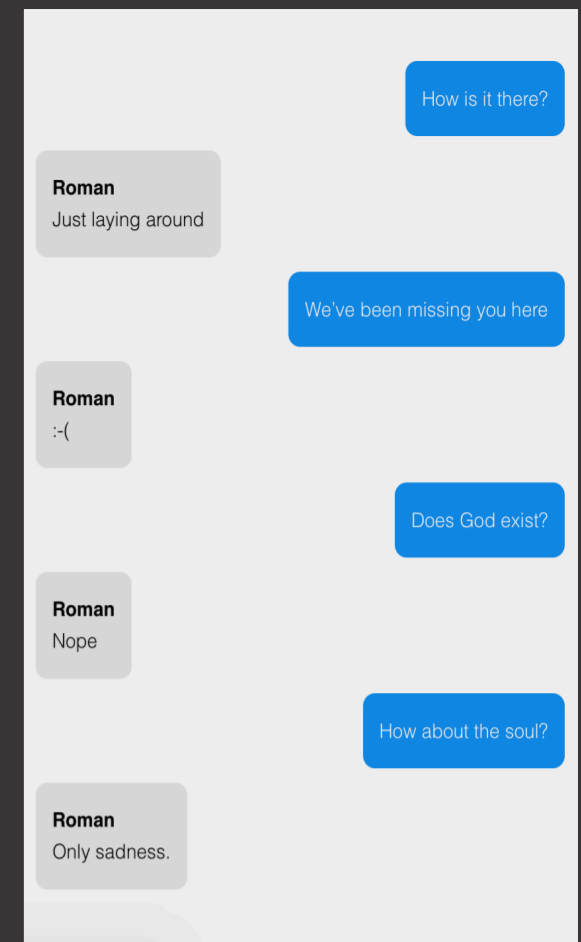 How is it there?
Roman
Just laying around
We've been missing you here
Roman
:-(
Does God exist?
Roman
Nope
How about the soul?
Roman
Only sadness.